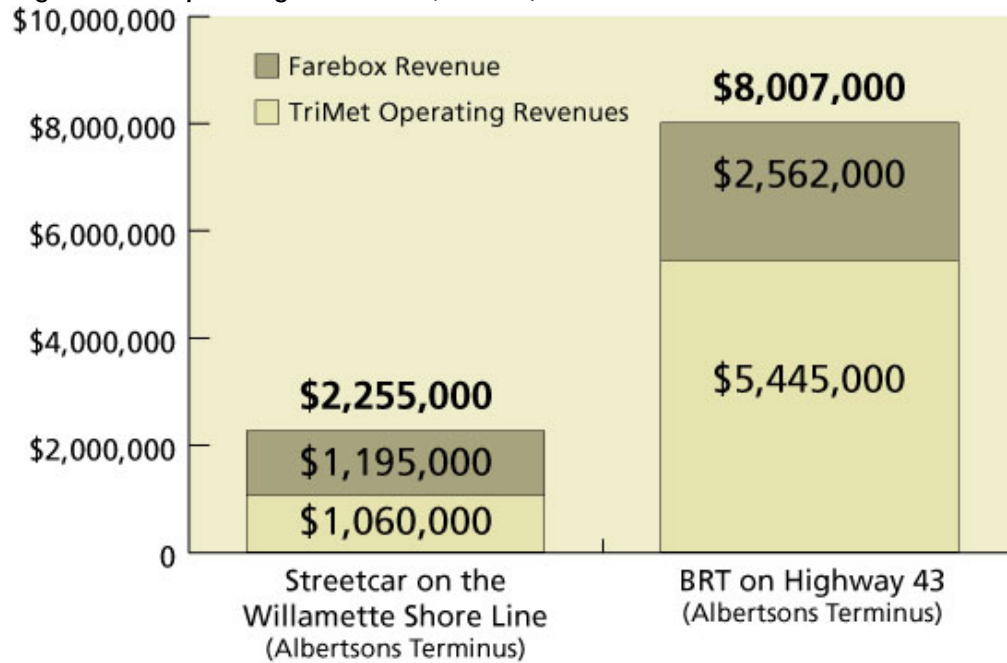 $10,000,000
Farebox Revenue
TriMet Operating Revenues
$8,007,000
$8,000,000
$2,562,000
$6,000,000
$5,445,000
$4,000,000
$2,255,000
$2,000,000
$1,195,000
$1,060,000
0
Streetcar on the
Willamette Shore Line
(Albertsons Terminus)
BRT on Highway 43
(Albertsons Terminus)